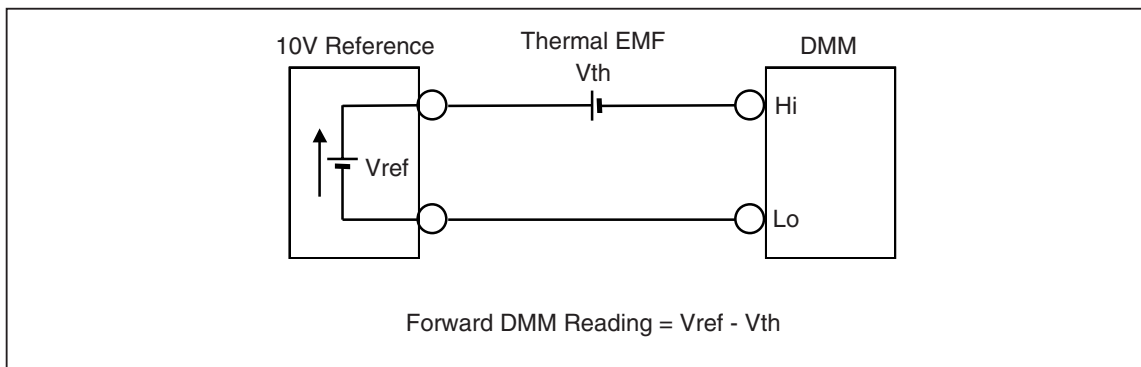 10V Reference
Thermal EMF
Vth
DMM
Hi
Vref
Lo
Forward DMM Reading = Vref - Vth